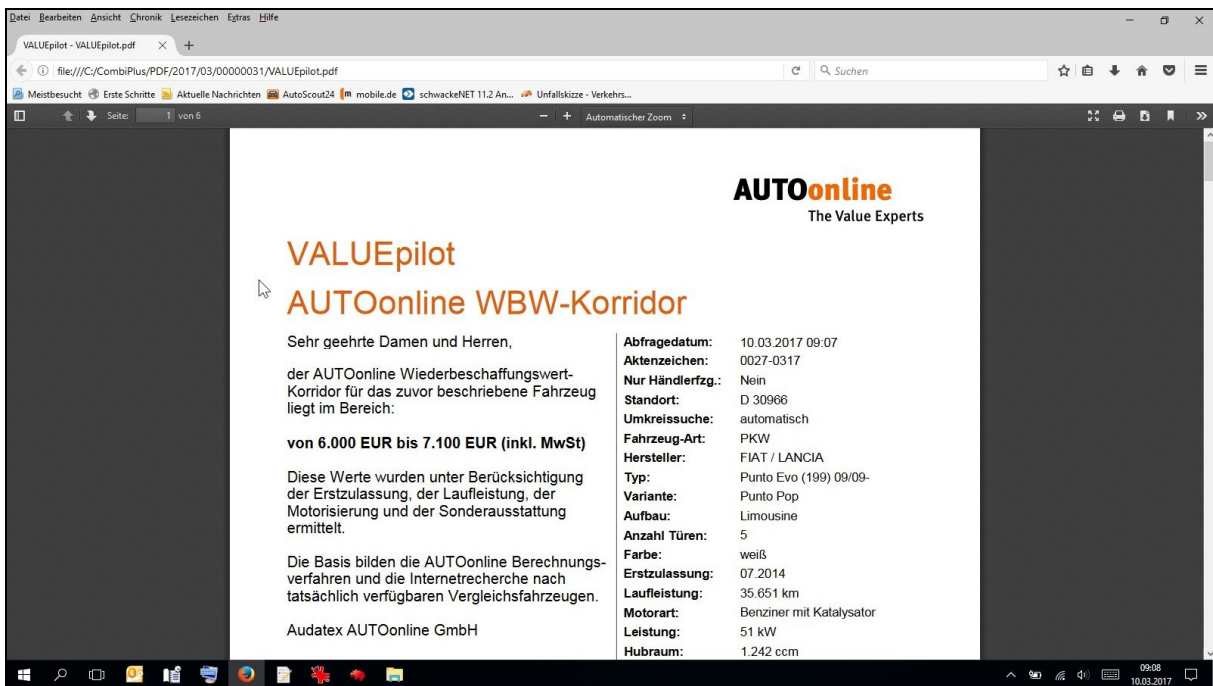 Datei Bearbeiten Ansicht Chronik Lesezeichen Extras Hilfe
VALUEpilot - VALUEpilot.pdf
file:///C:/CombiPlus/PDF/2017/03/00000031/VALUEpilot.pdf
Suchen
Meistbesucht Erste Schritte Aktuelle Nachrichten AutoScout24 mobile.de schwackeNET 11.2 An... Unfallskizze - Verkehrs...
Seite: 1 von 6
Automatischer Zoom
AUTOonline
The Value Experts
VALUEpilot
AUTOonline WBW-Korridor
Sehr geehrte Damen und Herren,
der AUTOonline Wiederbeschaffungswert-
Korridor für das zuvor beschriebene Fahrzeug
liegt im Bereich:
von 6.000 EUR bis 7.100 EUR (inkl. MwSt)
Diese Werte wurden unter Berücksichtigung
der Erstzulassung, der Laufleistung, der
Motorisierung und der Sonderausstattung
ermittelt.
Die Basis bilden die AUTOonline Berechnungs-
verfahren und die Internetrecherche nach
tatsächlich verfügbaren Vergleichsfahrzeugen.
Audatex AUTOonline GmbH
Abfragedatum: 10.03.2017 09:07
Aktenzeichen: 0027-0317
Nur Händlerfzg.: Nein
Standort: D 30966
Umkreissuche: automatisch
Fahrzeug-Art: PKW
Hersteller: FIAT / LANCIA
Typ: Punto Evo (199) 09/09-
Variante: Punto Pop
Aufbau: Limousine
Anzahl Türen: 5
Farbe: weiß
Erstzulassung: 07.2014
Laufleistung: 35.651 km
Motorart: Benziner mit Katalysator
Leistung: 51 kW
Hubraum: 1.242 ccm
09:08
10.03.2017